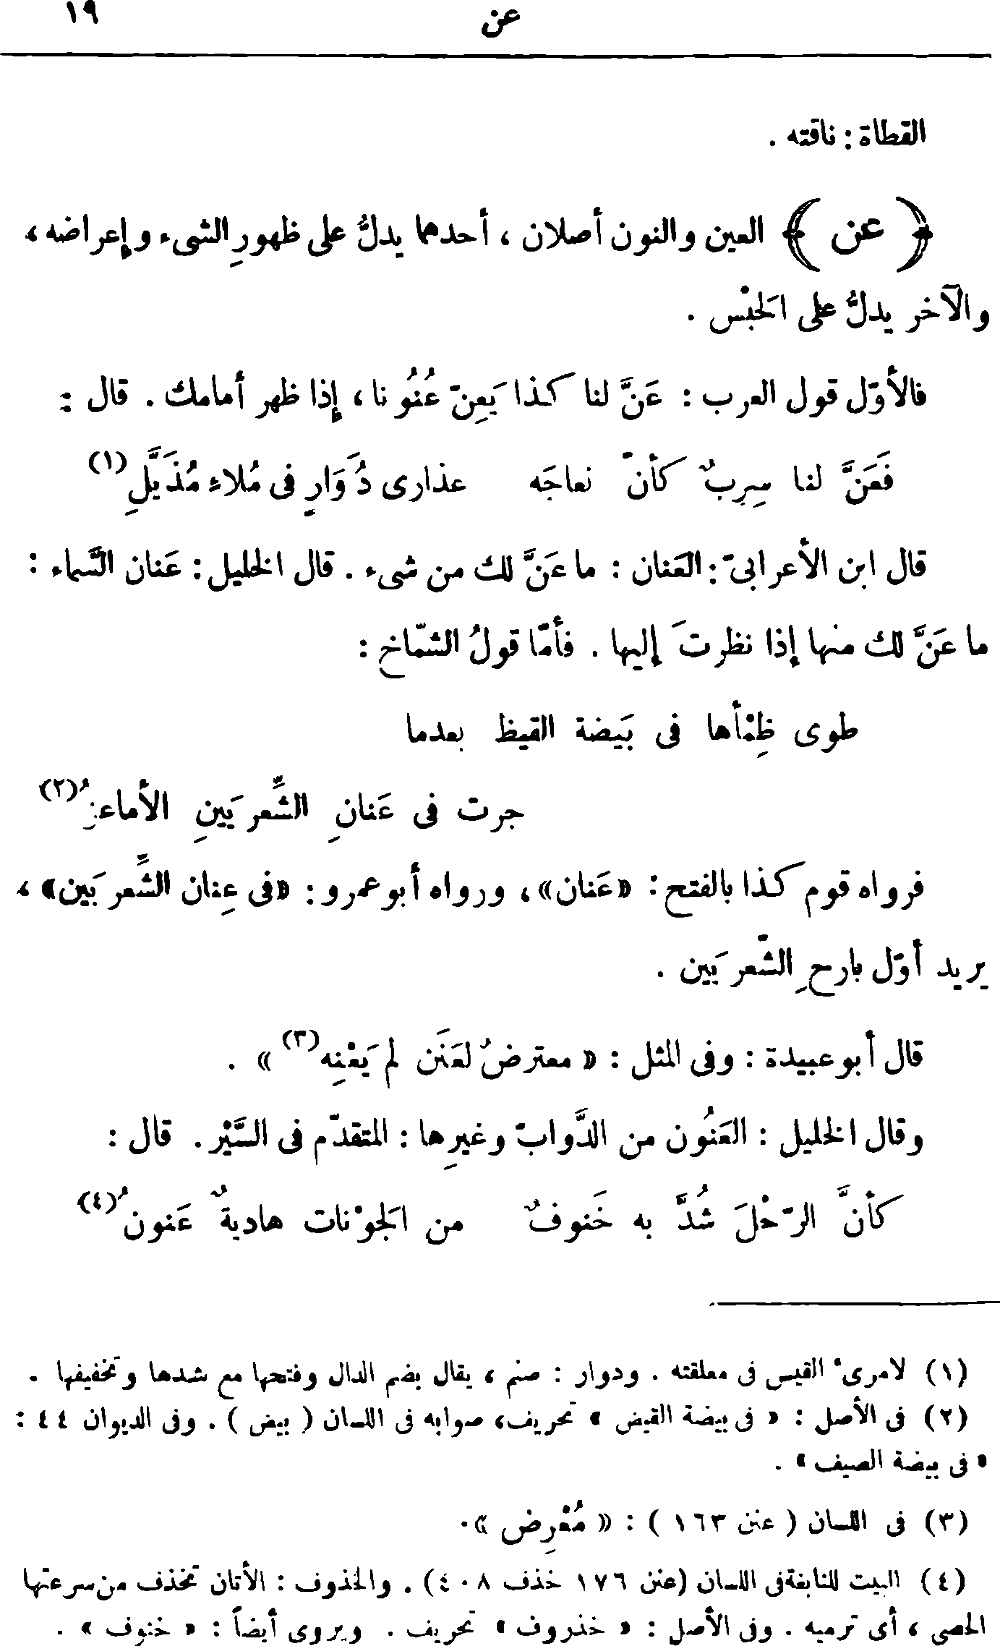 عن ١٩
القطاة : ناقته .
﴿ عن ﴾ العين والنون أصلان ، أحدهما يدلُّ على ظهورِ الشىء وإعراضه ،
والآخر يدلُّ على الحَبْس .
فالأوّل قول العرب : عَنَّ لنا كذا يَعِنّ عُنُونا ، إذا ظهر أمامك . قال :
فَعَنَّ لنا سِربٌ كأنّ نعاجَه عذارى دُوَارٍ فى مُلاءِ مُذَيَّلِ (١)
قال ابن الأعرابىّ : العَنان : ما عَنَّ لك من شىء . قال الخليل : عَنان السَّماء :
ما عَنَّ لك منها إذا نظرتَ إليها . فأمّا قولُ الشمّاخ :
طوى ظِمْأها فى بَيضة القيظ بعدما
جرت فى عَنانِ الشِّعرَيَينِ الأماعزُ (٢)
فرواه قوم كذا بالفتح : «عَنان» ، ورواه أبو عمرو : «فى عِنان الشِّعرَيين» ،
يريد أوّل بارحِ الشّعرَيين .
قال أبو عبيدة : وفى المثل : « معترضٌ لعَنَن لم يَعْنِه (٣) » .
وقال الخليل : العَنُون من الدَّوابّ وغيرِها : المتقدّم فى السَّيْر . قال :
كأنَّ الرّحْلَ شُدَّ به خَنوفٌ من الجَوْنات هاديةٌ عَنونُ (٤)
(١) لامرئ القيس فى معلقته . ودوار : صنم ، يقال بضم الدال وفتحها مع شدها وتخفيفها .
(٢) فى الأصل : « فى بيضة القيض » تحريف، صوابه فى اللسان ( بيض ) . وفى الديوان ٤٤ :
« فى بيضة الصيف » .
(٣) فى اللسان ( عنن ١٦٣ ) : « مُعْرِض » .
(٤) البيت للنابغة فى اللسان (عنن ١٧٦ خذف ٤٠٨) . والخذوف : الأتان تخذف من سرعتها
الحصى ، أى ترميه . وفى الأصل : « خذروف » تحريف . ويروى أيضاً : « خنوف » .